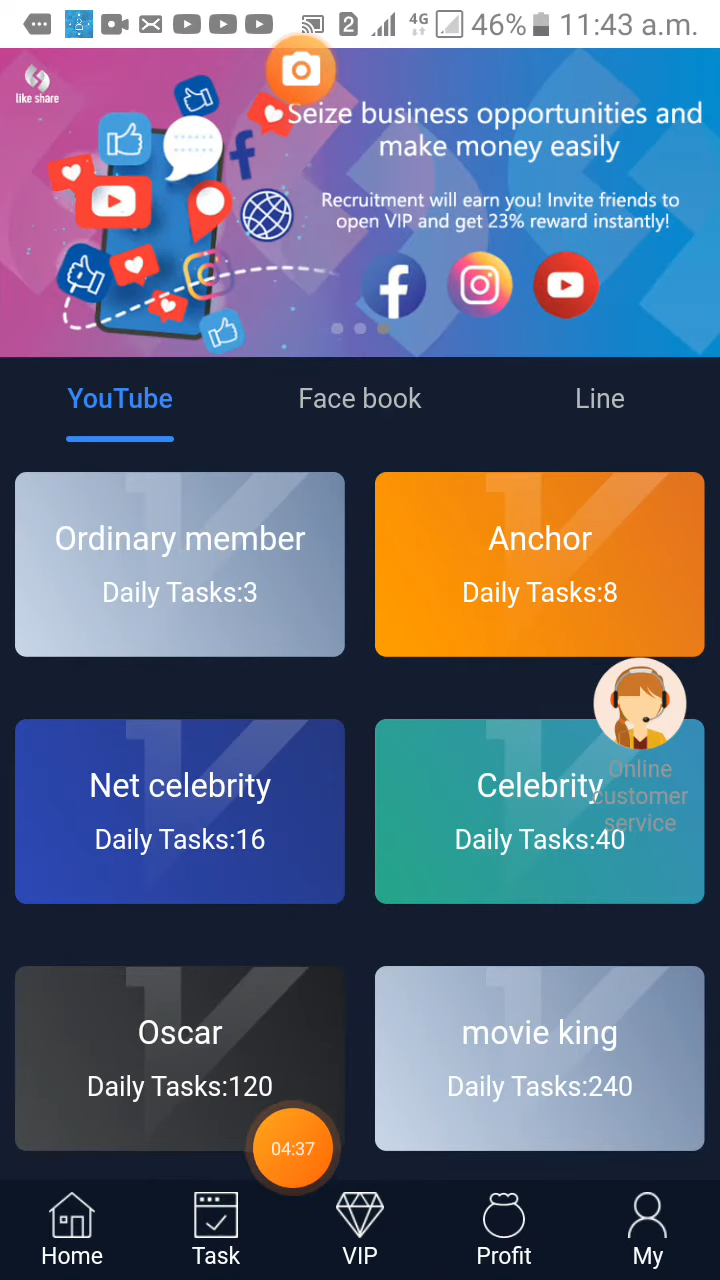 2 4G 46% 11:43 a.m.
like share
Seize business opportunities and
make money easily
Recruitment will earn you! Invite friends to
open VIP and get 23% reward instantly!
YouTube Face book Line
Ordinary member
Daily Tasks:3
Anchor
Daily Tasks:8
Net celebrity
Daily Tasks:16
Celebrity
Daily Tasks:40
Online
customer
service
Oscar
Daily Tasks:120
movie king
Daily Tasks:240
04:37
Home Task VIP Profit My